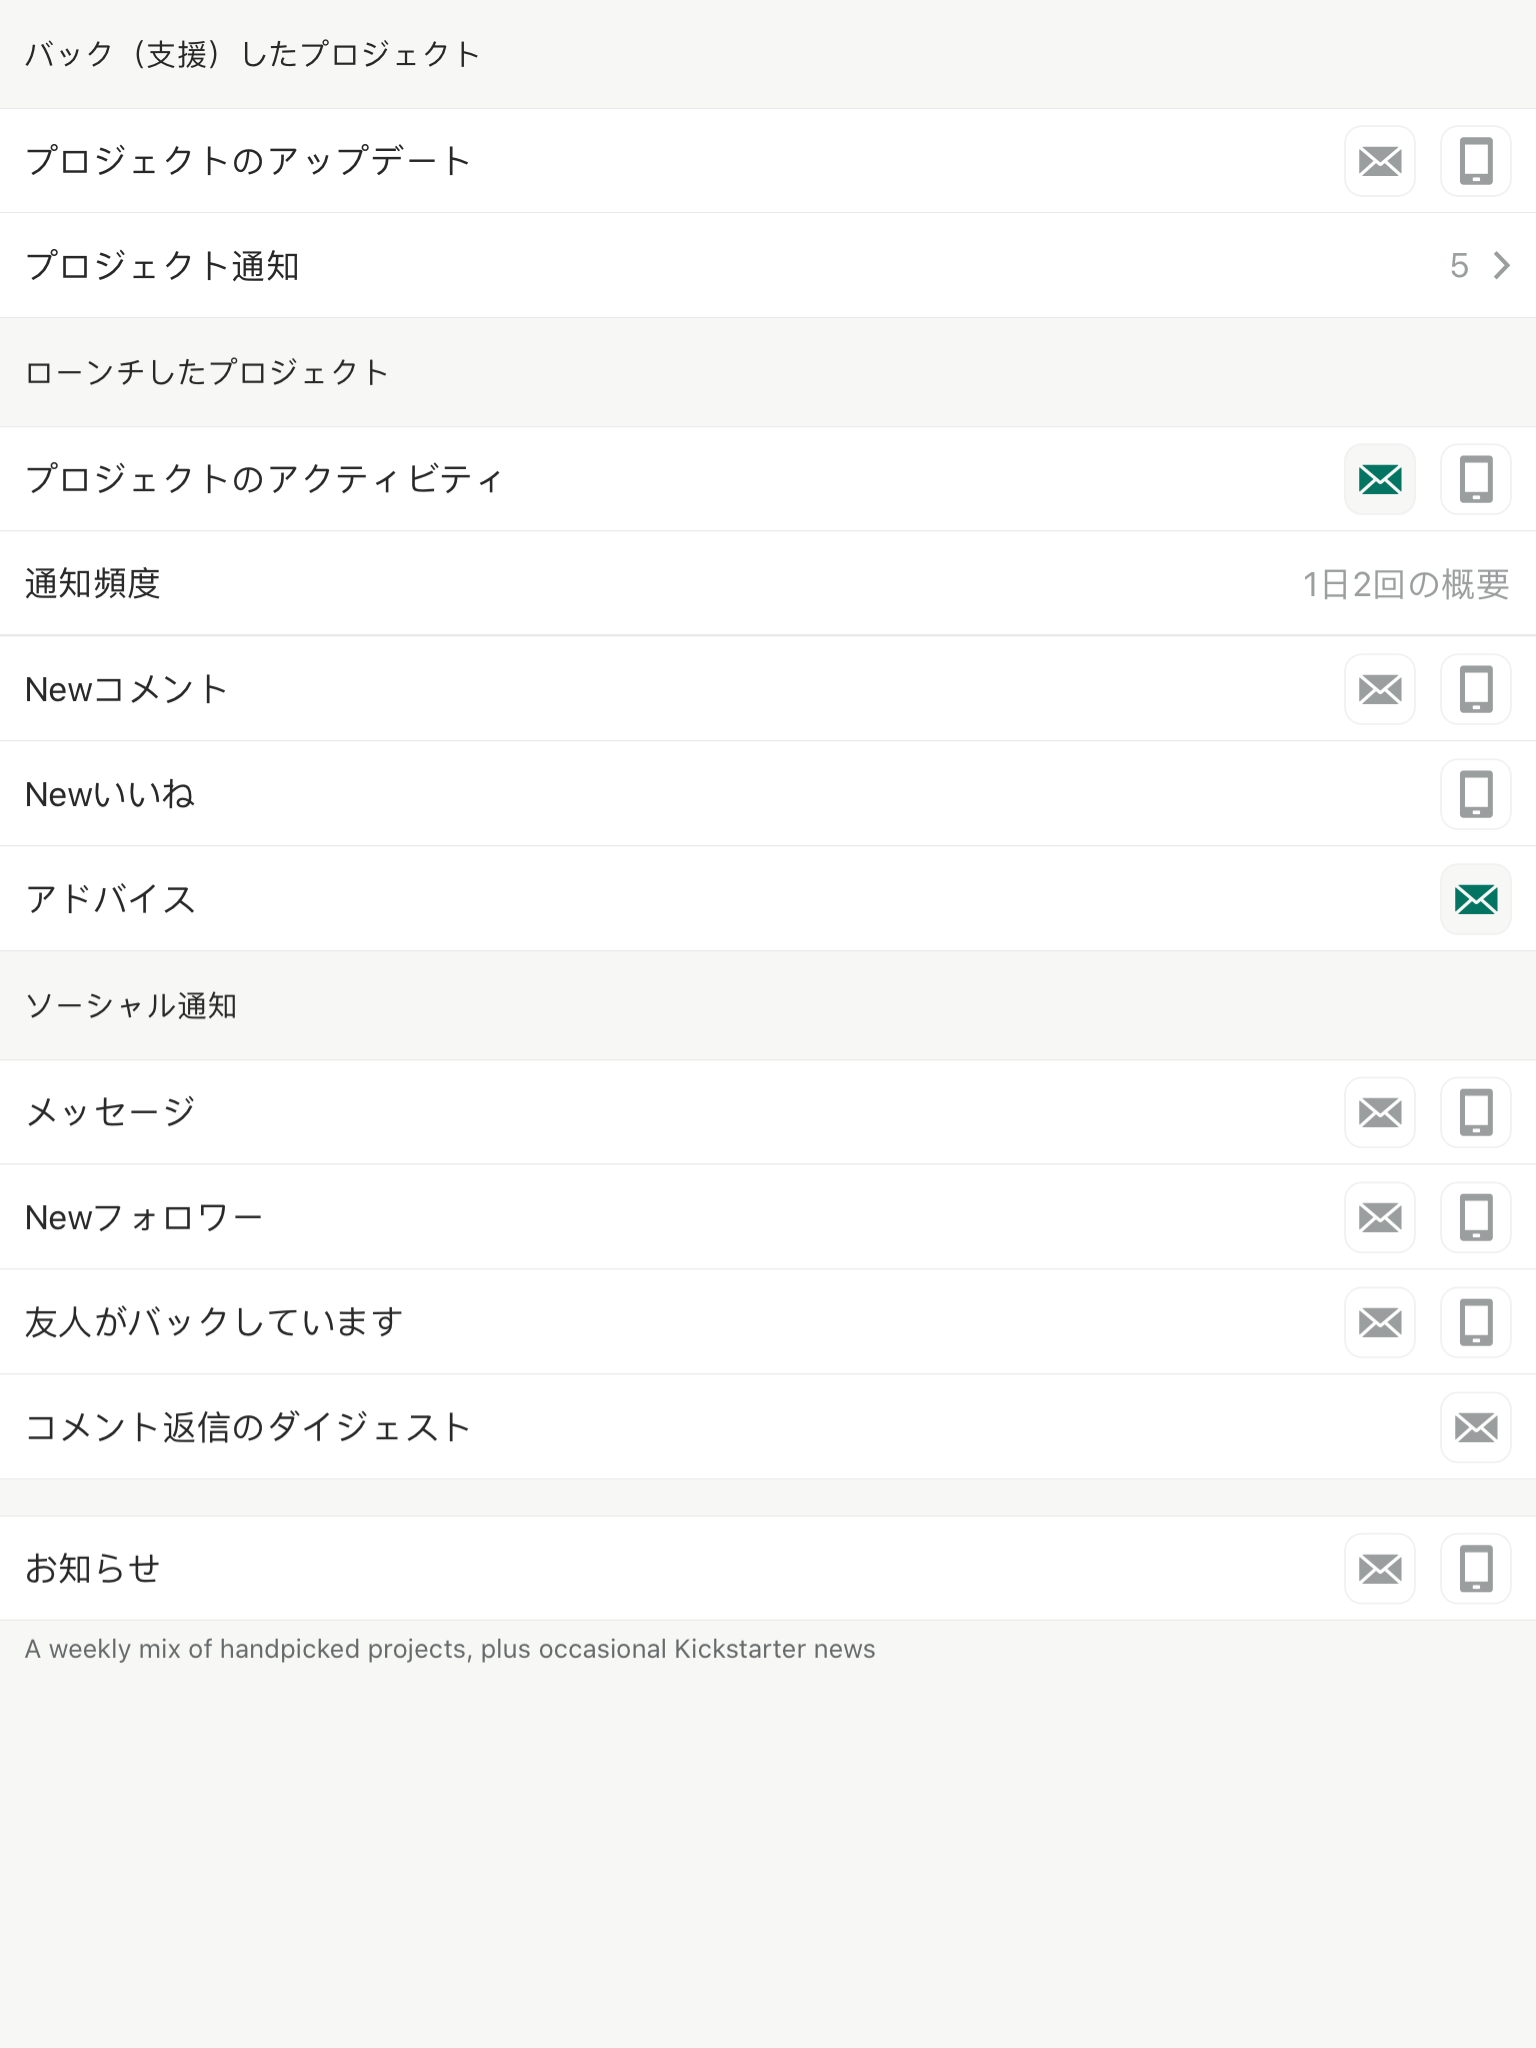 バック（支援）したプロジェクト
プロジェクトのアップデート
プロジェクト通知
5
ローンチしたプロジェクト
プロジェクトのアクティビティ
通知頻度
1日2回の概要
Newコメント
Newいいね
アドバイス
ソーシャル通知
メッセージ
Newフォロワー
友人がバックしています
コメント返信のダイジェスト
お知らせ
A weekly mix of handpicked projects, plus occasional Kickstarter news